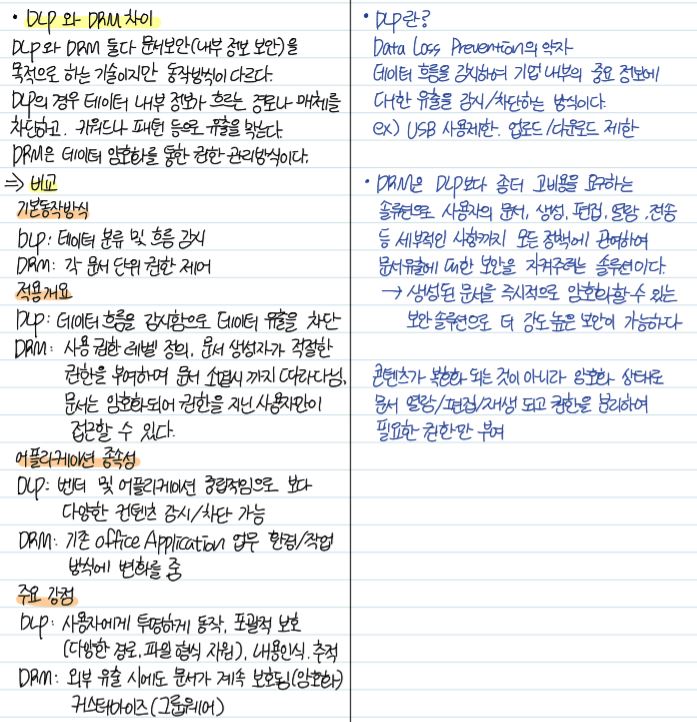 • DLP와 DRM 차이
DLP와 DRM 둘다 문서보안(내부 정보 보안)을
목적으로 하는 기술이지만 동작방식이 다르다.
DLP의 경우 데이터 내부 정보가 흐르는 경로나 매체를
차단하고, 키워드나 패턴 등으로 유출을 막는다.
DRM은 데이터 암호화를 통한 권한 관리방식이다.
⇒ 비교
기본동작방식
DLP: 데이터 분류 및 흐름 감시
DRM: 각 문서 단위 권한 제어
적용개요
DLP: 데이터 흐름을 감시함으로 데이터 유출을 차단
DRM: 사용 권한 레벨 정의, 문서 생성자가 적절한
권한을 부여하며 문서 소멸시 까지 따라다님,
문서는 암호화되어 권한을 지닌 사용자만이
접근할 수 있다.
어플리케이션 종속성
DLP: 벤더 및 어플리케이션 중립적임으로 보다
다양한 컨텐츠 감시/차단 가능
DRM: 기존 office Application 업무 환경/작업
방식에 변화를 줌
주요 강점
DLP: 사용자에게 투명하게 동작, 포괄적 보호
(다양한 경로, 파일 형식 지원), 내용인식, 추적
DRM: 외부 유출 시에도 문서가 계속 보호됨(암호화)
커스터마이즈(그룹웨어)
• DLP란?
Data Loss Prevention의 약자
데이터 흐름을 감시하여 기업 내부의 중요 정보에
대한 유출을 감시/차단하는 방식이다.
ex) USB 사용제한, 업로드/다운로드 제한
• DRM은 DLP보다 좀더 고비용을 요구하는
솔루션으로 사용자의 문서, 생성, 편집, 열람, 전송
등 세부적인 사항까지 모든 정책에 관여하여
문서유출에 대한 보안을 지켜주려는 솔루션이다.
→ 생성된 문서를 즉시적으로 암호화할 수 있는
보안 솔루션으로 더 강도 높은 보안이 가능하다
콘텐츠가 복호화 되는 것이 아니라 암호화 상태로
문서 열람/편집/재생 되고 권한을 분리하여
필요한 권한만 부여